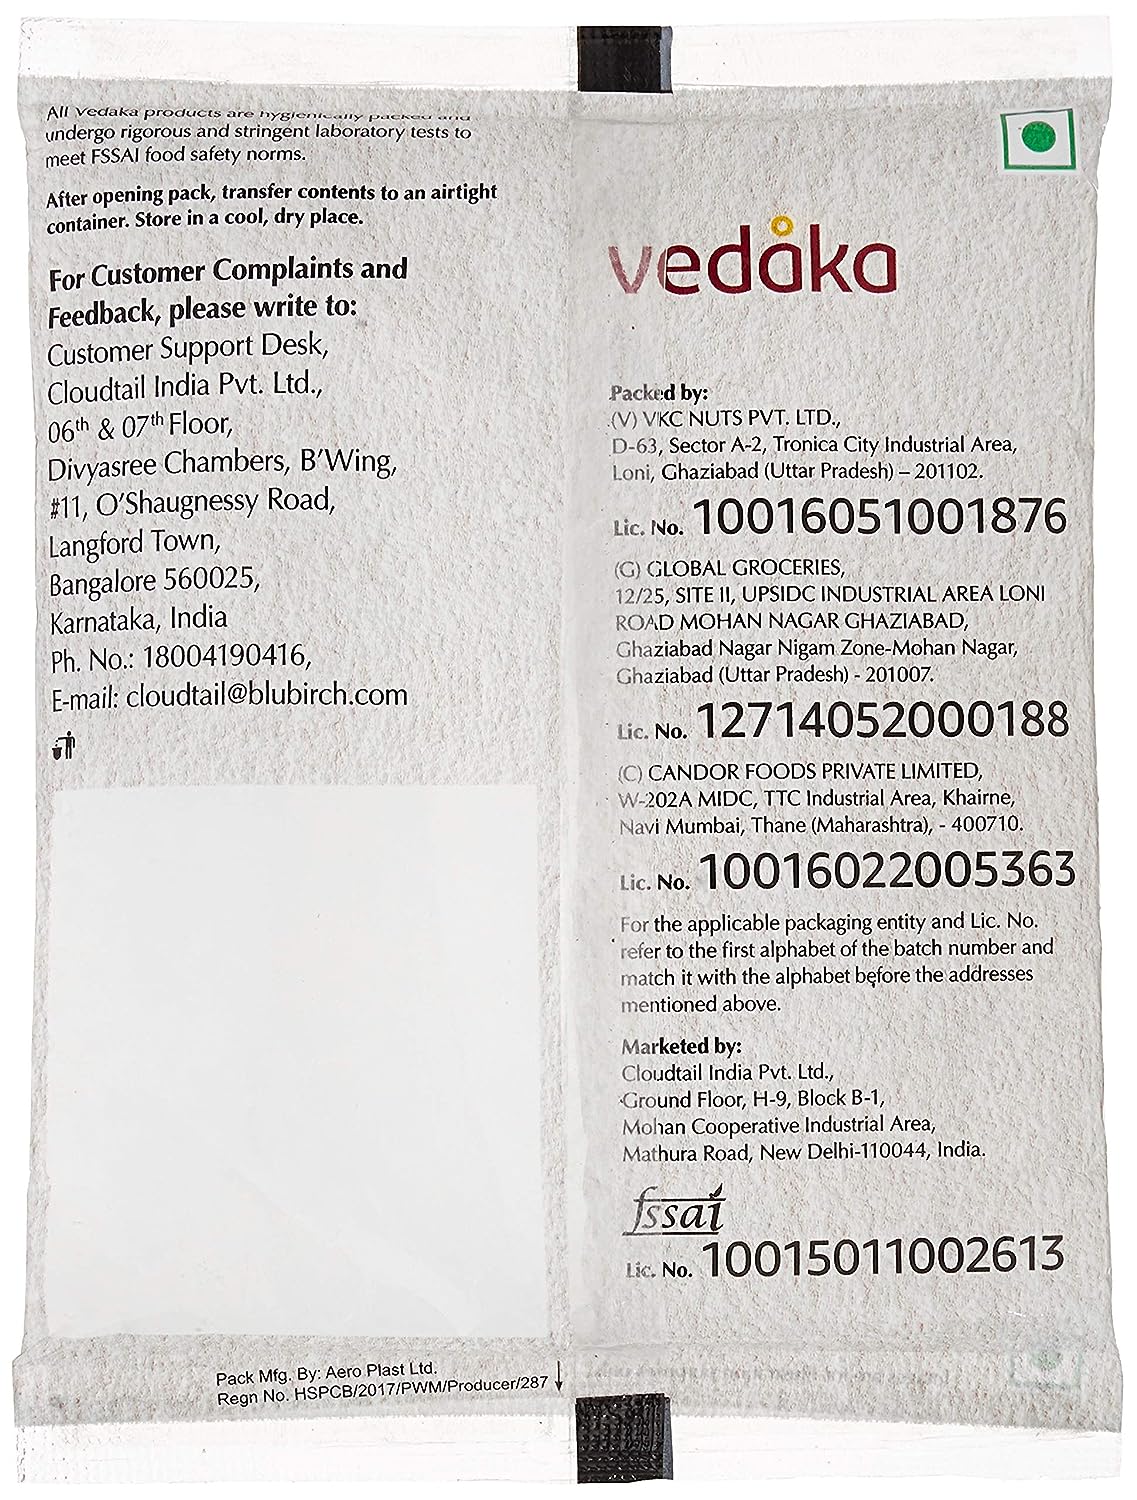 All Vedaka products are hygienically packed and
undergo rigorous and stringent laboratory tests to
meet FSSAI food safety norms.
After opening pack, transfer contents to an airtight
container. Store in a cool, dry place.
For Customer Complaints and
Feedback, please write to:
Customer Support Desk,
Cloudtail India Pvt. Ltd.,
06th & 07th Floor,
Divyasree Chambers, B'Wing,
#11, O'Shaugnessy Road,
Langford Town,
Bangalore 560025,
Karnataka, India
Ph. No.: 18004190416,
E-mail: cloudtail@blubirch.com
Pack Mfg. By: Aero Plast Ltd.
Regn No. HSPCB/2017/PWM/Producer/287
vedaka
Packed by:
(V) VKC NUTS PVT. LTD.,
D-63, Sector A-2, Tronica City Industrial Area,
Loni, Ghaziabad (Uttar Pradesh) – 201102.
Lic. No. 10016051001876
(G) GLOBAL GROCERIES,
12/25, SITE II, UPSIDC INDUSTRIAL AREA LONI
ROAD MOHAN NAGAR GHAZIABAD,
Ghaziabad Nagar Nigam Zone-Mohan Nagar,
Ghaziabad (Uttar Pradesh) - 201007.
Lic. No. 12714052000188
(C) CANDOR FOODS PRIVATE LIMITED,
W-202A MIDC, TTC Industrial Area, Khairne,
Navi Mumbai, Thane (Maharashtra), - 400710.
Lic. No. 10016022005363
For the applicable packaging entity and Lic. No.
refer to the first alphabet of the batch number and
match it with the alphabet before the addresses
mentioned above.
Marketed by:
Cloudtail India Pvt. Ltd.,
Ground Floor, H-9, Block B-1,
Mohan Cooperative Industrial Area,
Mathura Road, New Delhi-110044, India.
fssai
Lic. No. 10015011002613